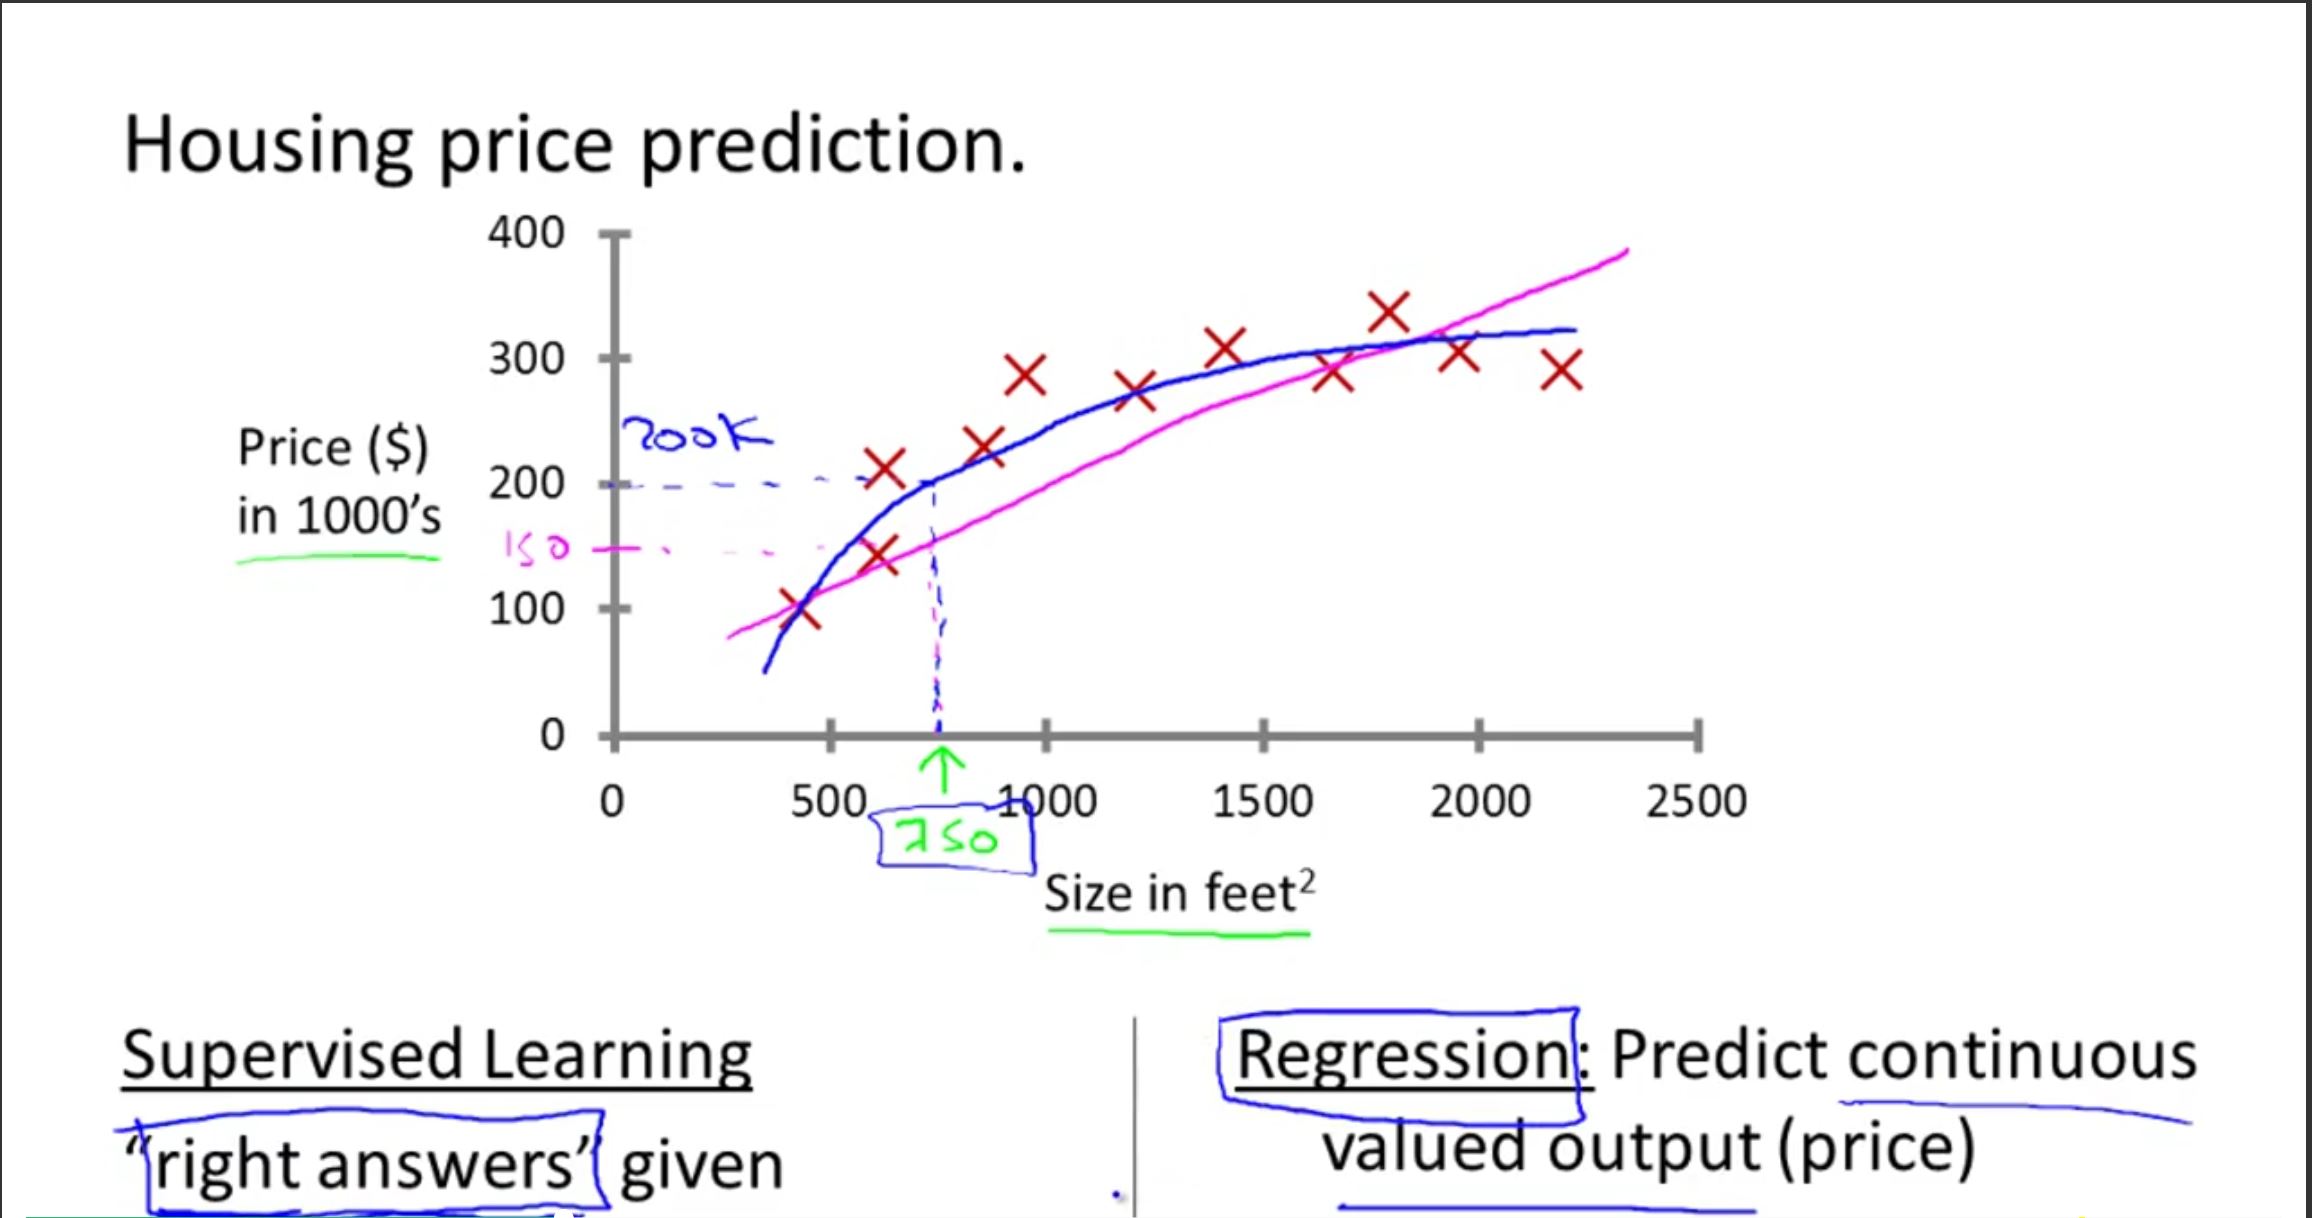 Housing price prediction.
400
300
200K
Price ($)
200
in 1000's
150
100
0
0 500 1000 1500 2000 2500
750
Size in feet²
Supervised Learning
“right answers” given
Regression: Predict continuous
valued output (price)